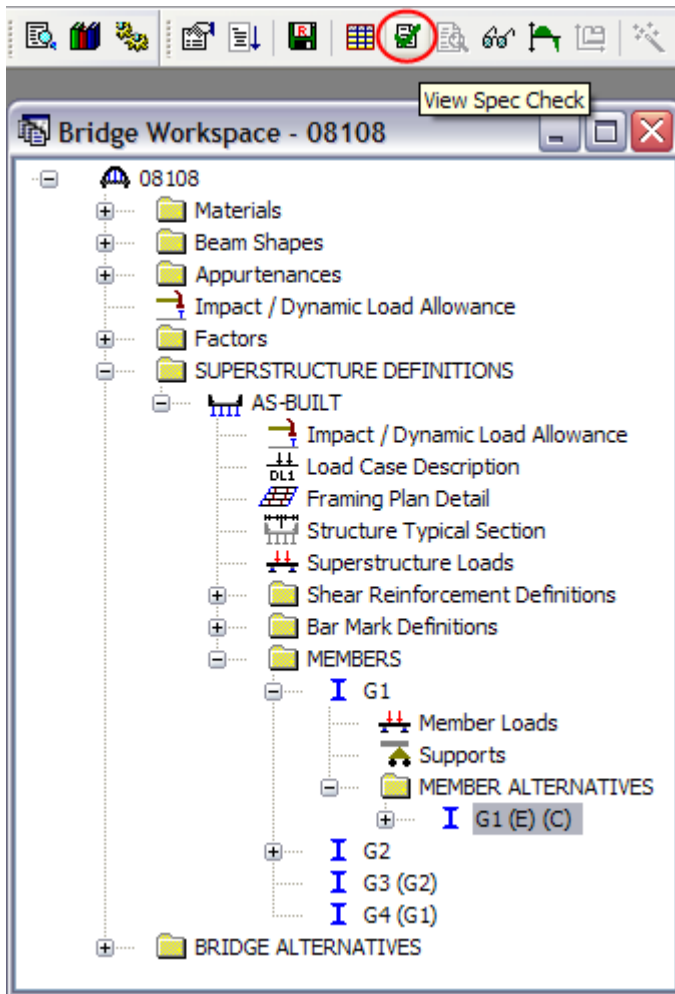 View Spec Check
Bridge Workspace - 08108
08108
Materials
Beam Shapes
Appurtenances
Impact / Dynamic Load Allowance
Factors
SUPERSTRUCTURE DEFINITIONS
AS-BUILT
Impact / Dynamic Load Allowance
DL1
Load Case Description
Framing Plan Detail
Structure Typical Section
Superstructure Loads
Shear Reinforcement Definitions
Bar Mark Definitions
MEMBERS
G1
Member Loads
Supports
MEMBER ALTERNATIVES
G1 (E) (C)
G2
G3 (G2)
G4 (G1)
BRIDGE ALTERNATIVES